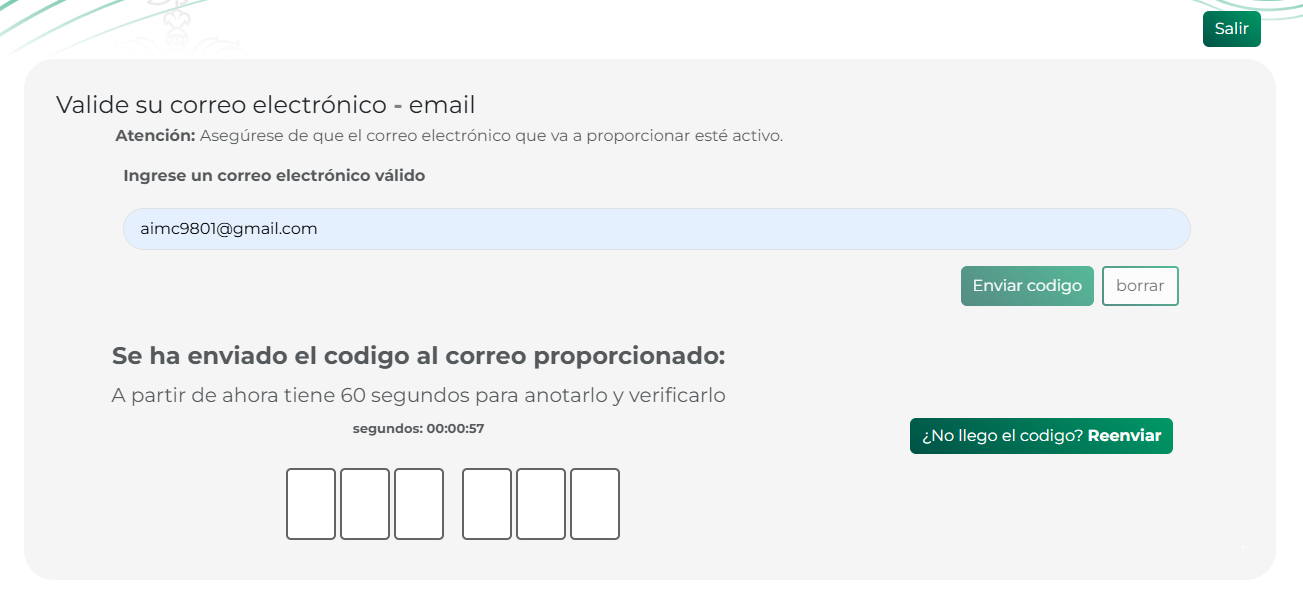 Salir
Valide su correo electrónico - email
Atención: Asegúrese de que el correo electrónico que va a proporcionar esté activo.
Ingrese un correo electrónico válido
aimc9801@gmail.com
Enviar codigo
borrar
Se ha enviado el codigo al correo proporcionado:
A partir de ahora tiene 60 segundos para anotarlo y verificarlo
segundos: 00:00:57
¿No llego el codigo? Reenviar